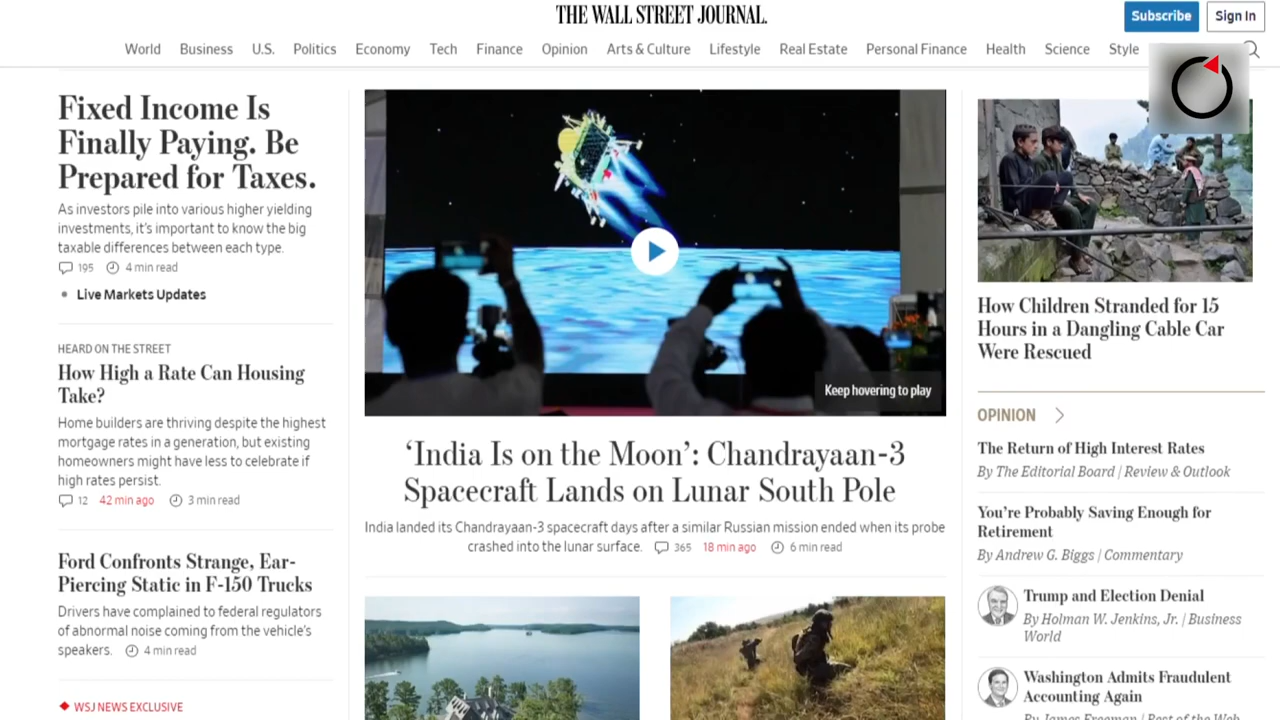 THE WALL STREET JOURNAL.
Subscribe
Sign In
World Business U.S. Politics Economy Tech Finance Opinion Arts & Culture Lifestyle Real Estate Personal Finance Health Science Style
Fixed Income Is
Finally Paying. Be
Prepared for Taxes.
As investors pile into various higher yielding
investments, it's important to know the big
taxable differences between each type.
195 4 min read
Live Markets Updates
HEARD ON THE STREET
How High a Rate Can Housing
Take?
Home builders are thriving despite the highest
mortgage rates in a generation, but existing
homeowners might have less to celebrate if
high rates persist.
12 42 min ago 3 min read
Ford Confronts Strange, Ear-
Piercing Static in F-150 Trucks
Drivers have complained to federal regulators
of abnormal noise coming from the vehicle's
speakers. 4 min read
WSJ NEWS EXCLUSIVE
Keep hovering to play
‘India Is on the Moon’: Chandrayaan-3
Spacecraft Lands on Lunar South Pole
India landed its Chandrayaan-3 spacecraft days after a similar Russian mission ended when its probe
crashed into the lunar surface. 365 18 min ago 6 min read
How Children Stranded for 15
Hours in a Dangling Cable Car
Were Rescued
OPINION
The Return of High Interest Rates
By The Editorial Board | Review & Outlook
You're Probably Saving Enough for
Retirement
By Andrew G. Biggs | Commentary
Trump and Election Denial
By Holman W. Jenkins, Jr. | Business
World
Washington Admits Fraudulent
Accounting Again
By James Freeman | Best of the Web